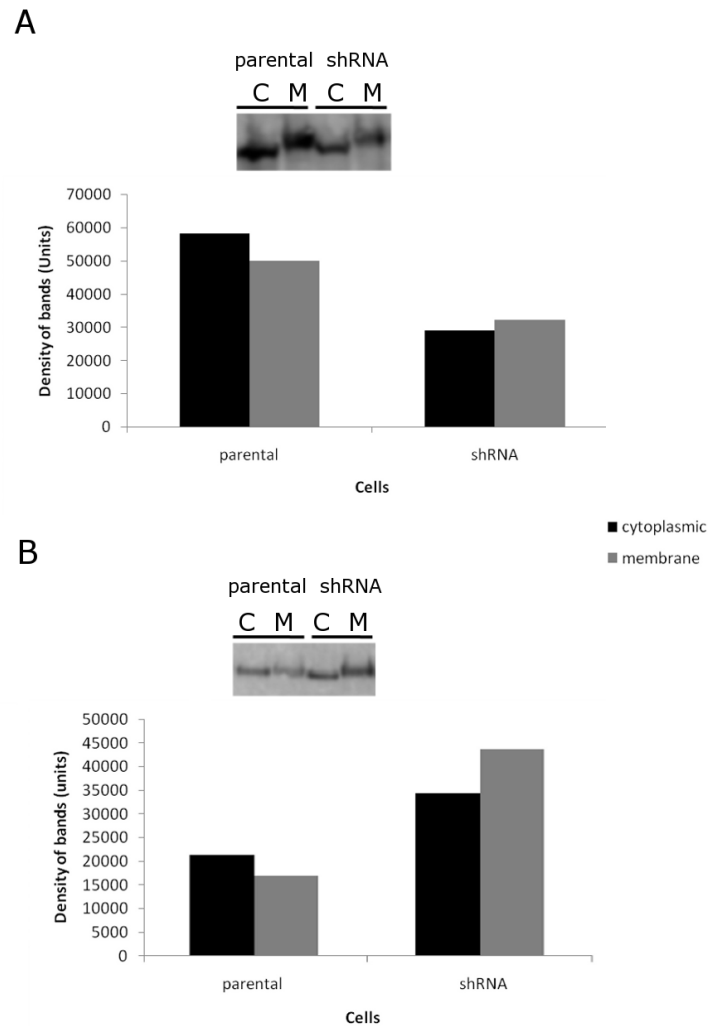 A
parental shRNA
C M C M
70000
60000
50000
40000
30000
20000
10000
0
Density of bands (Units)
parental shRNA
Cells
cytoplasmic
membrane
B
parental shRNA
C M C M
50000
45000
40000
35000
30000
25000
20000
15000
10000
5000
0
Density of bands (units)
parental shRNA
Cells